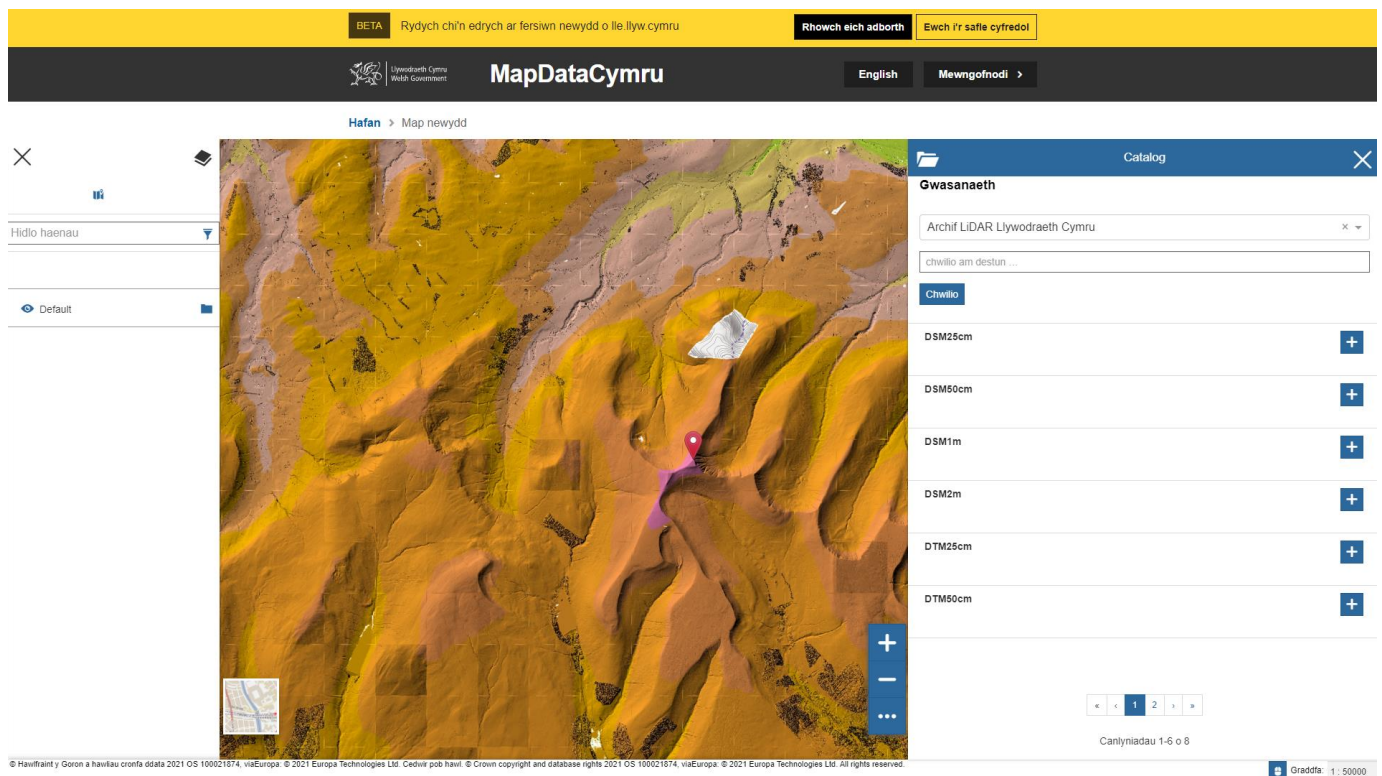 BETA Rydych chi'n edrych ar fersiwn newydd o lle.llyw.cymru Rhowch eich adborth Ewch i'r safle cyfredol
Llywodraeth Cymru
Welsh Government
MapDataCymru English Mewngofnodi >
Hafan > Map newydd
Catalog
Gwasanaeth
Hidlo haenau
Archif LiDAR Llywodraeth Cymru
chwilio am destun ...
Chwilio
Default
DSM25cm
DSM50cm
DSM1m
DSM2m
DTM25cm
DTM50cm
« ‹ 1 2 › »
Canlyniadau 1-6 o 8
© Hawlfraint y Goron a hawliau cronfa ddata 2021 OS 100021874, viaEuropa: © 2021 Europa Technologies Ltd. Cedwir pob hawl. © Crown copyright and database rights 2021 OS 100021874, viaEuropa: © 2021 Europa Technologies Ltd. All rights reserved.
Graddfa: 1 : 50000